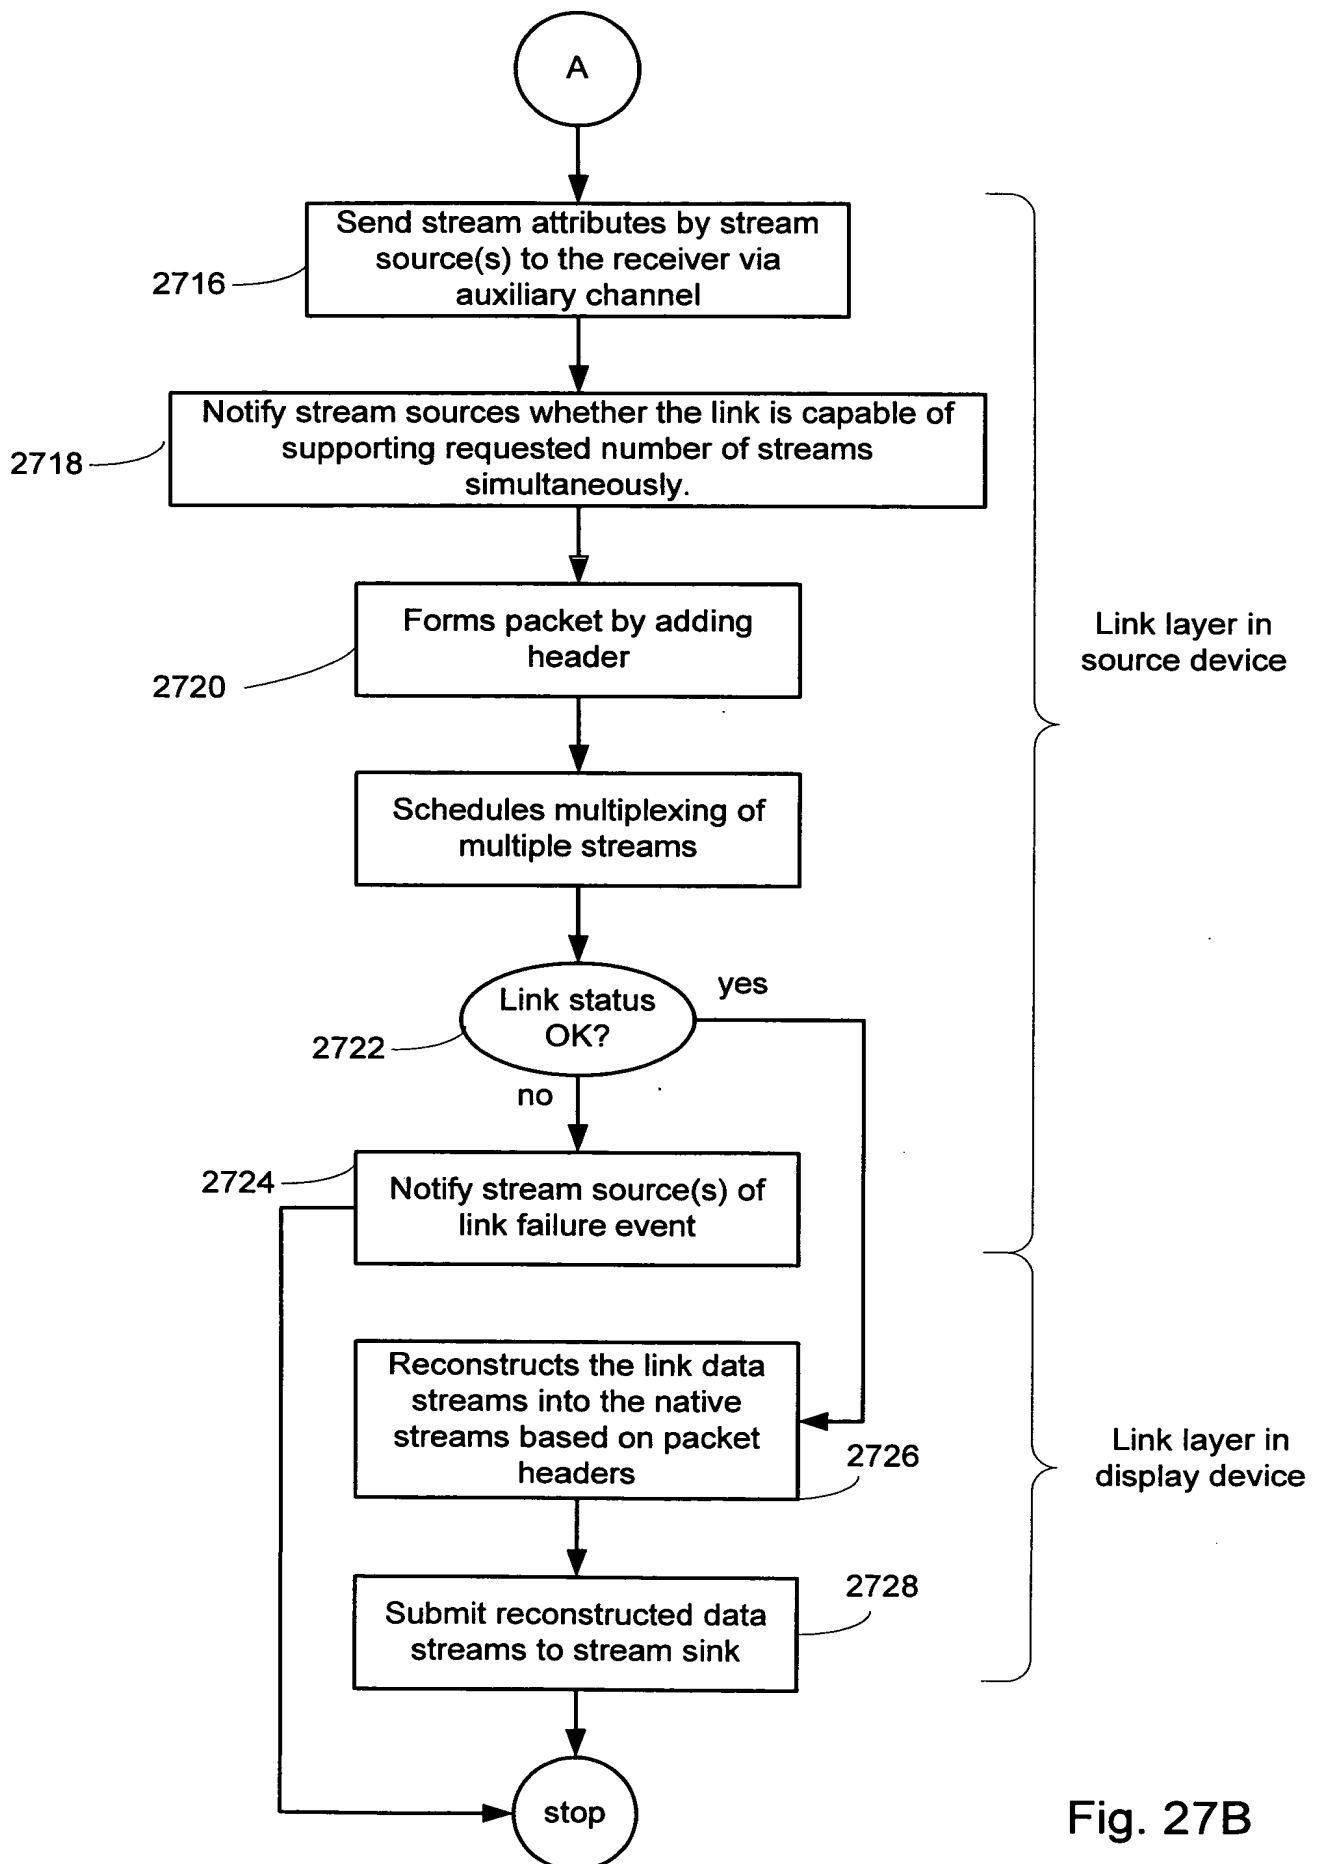 A
Send stream attributes by stream
source(s) to the receiver via
auxiliary channel
2716
Notify stream sources whether the link is capable of
supporting requested number of streams
simultaneously.
2718
Forms packet by adding
header
2720
Link layer in
source device
Schedules multiplexing of
multiple streams
Link status
OK?
yes
2722
no
2724
Notify stream source(s) of
link failure event
Reconstructs the link data
streams into the native
streams based on packet
headers
2726
Link layer in
display device
2728
Submit reconstructed data
streams to stream sink
stop
Fig. 27B